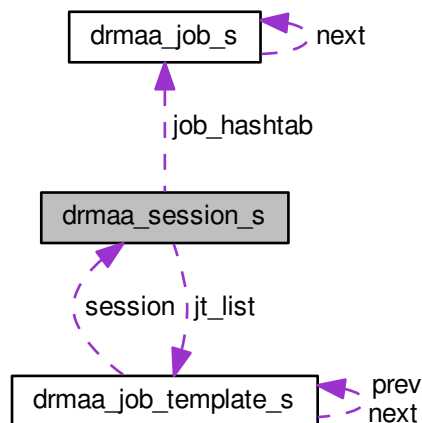 drmaa_job_s
next
job_hashtab
drmaa_session_s
session
jt_list
drmaa_job_template_s
prev
next